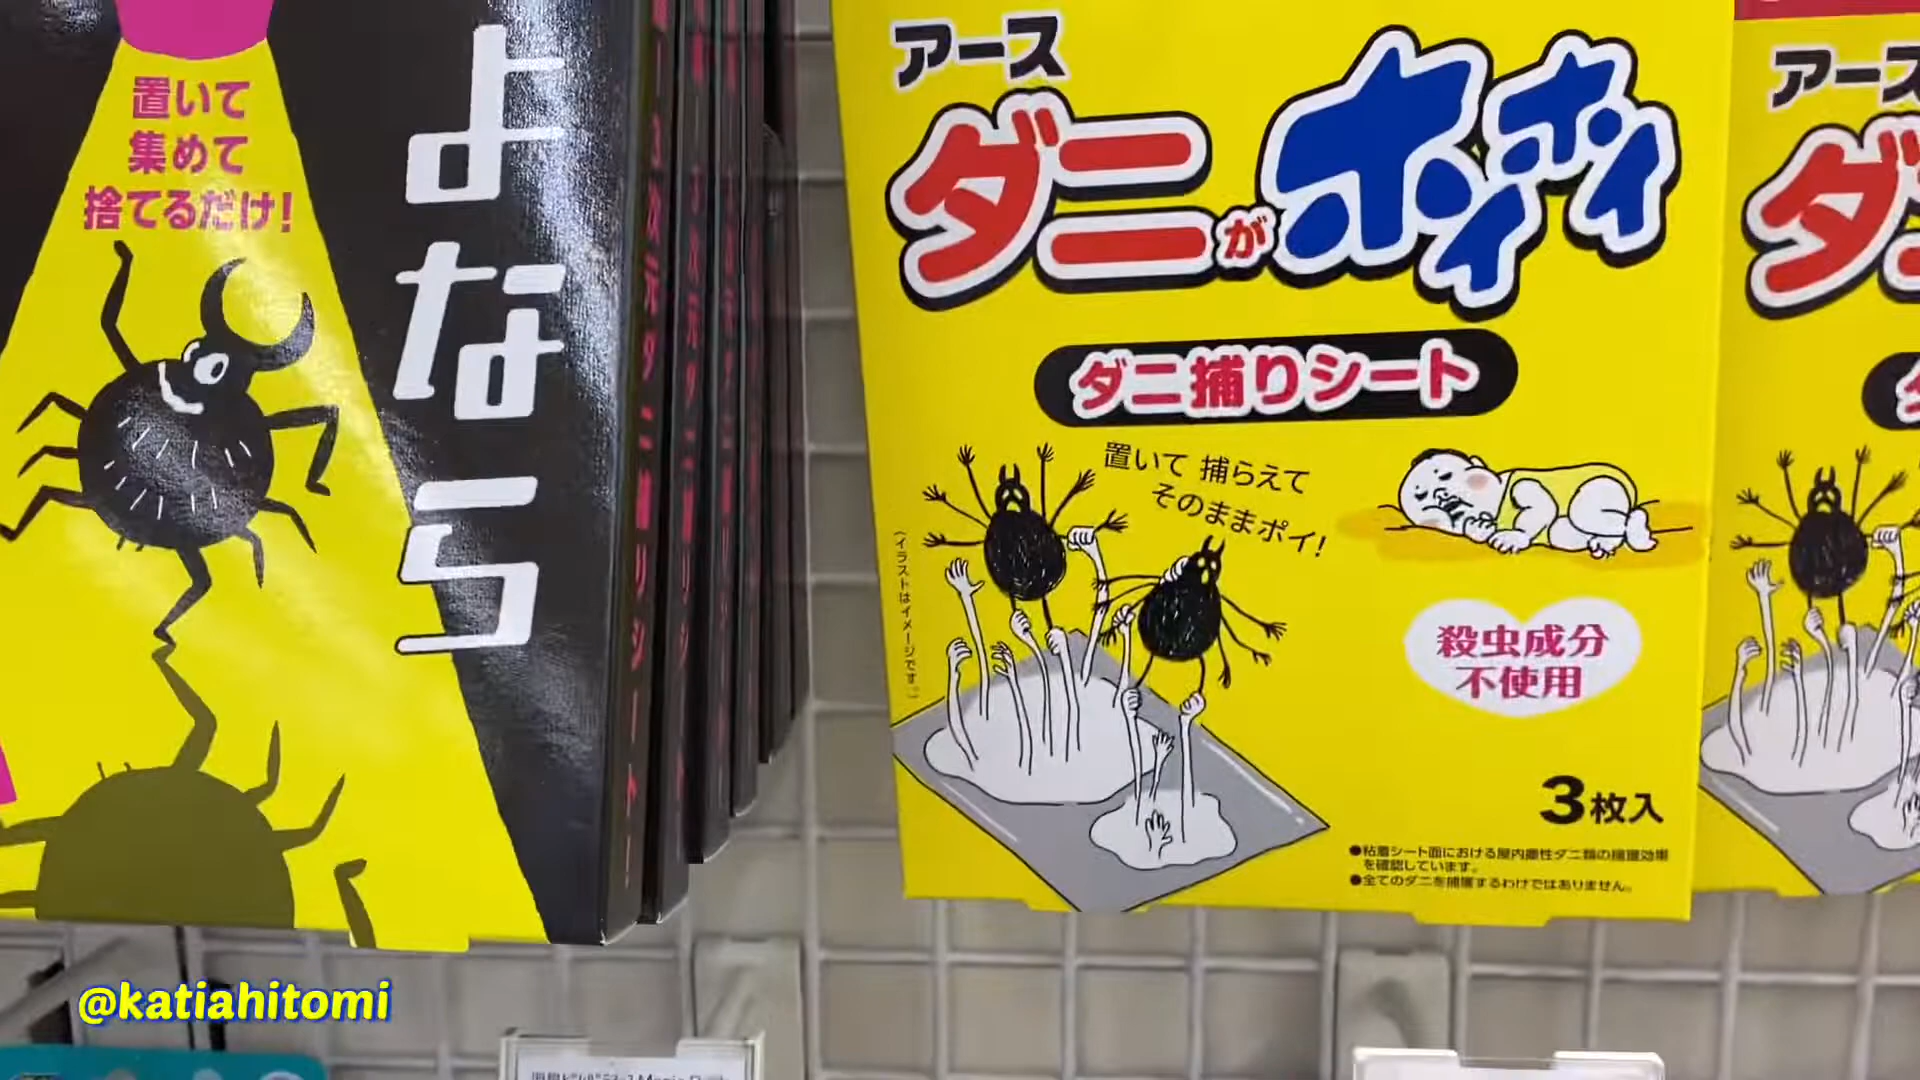 置いて
集めて
捨てるだけ!
よなら
アース
ダニがホイホイ
ダニ捕りシート
置いて 捕らえて
そのままポイ!
(イラストはイメージです。)
殺虫成分
不使用
3枚入
●粘着シート面における屋内塵性ダニ類の捕獲効果
を確認しています。
●全てのダニを捕獲するわけではありません。
アース
ダ
@katiahitomi